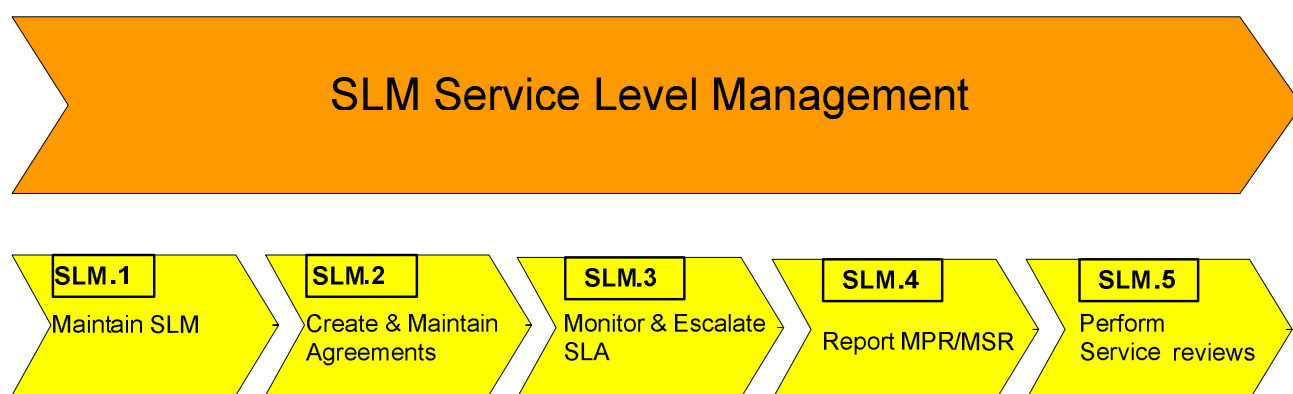 SLM Service Level Management
SLM.1
Maintain SLM
SLM.2
Create & Maintain
Agreements
SLM.3
Monitor & Escalate
SLA
SLM.4
Report MPR/MSR
SLM.5
Perform
Service reviews